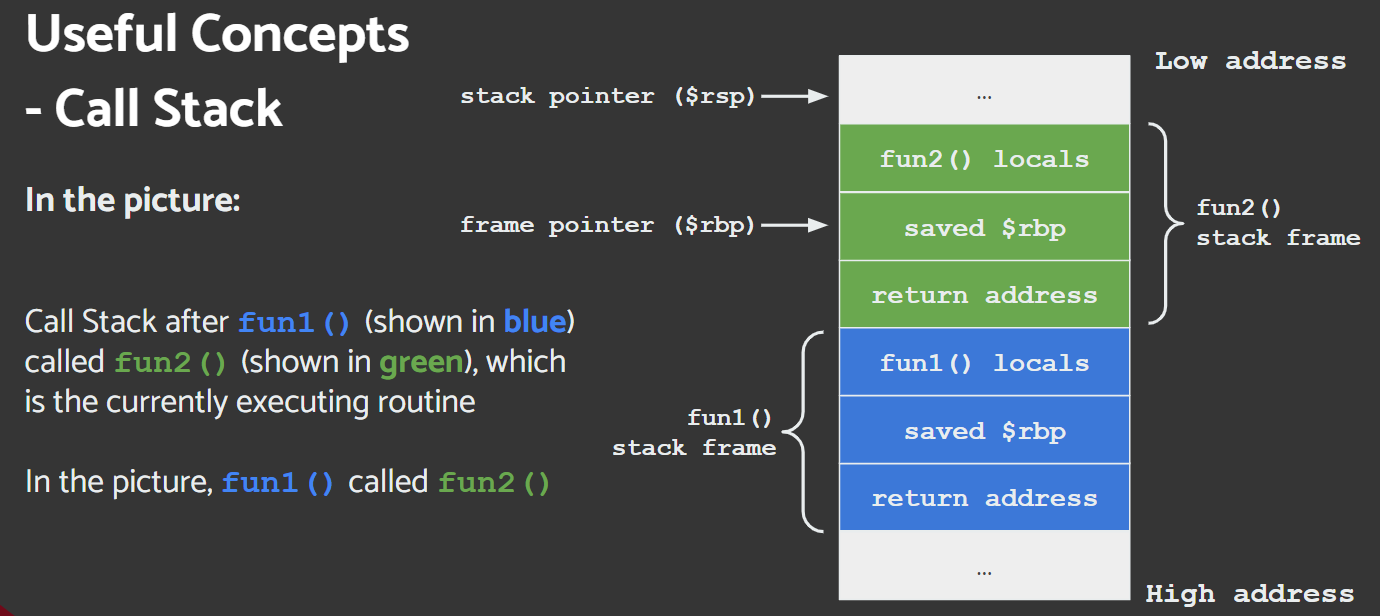 Useful Concepts
- Call Stack
In the picture:
Call Stack after fun1() (shown in blue)
called fun2() (shown in green), which
is the currently executing routine
In the picture, fun1() called fun2()
stack pointer ($rsp)
frame pointer ($rbp)
fun1()
stack frame
...
fun2() locals
saved $rbp
return address
fun1() locals
saved $rbp
return address
...
Low address
fun2()
stack frame
High address